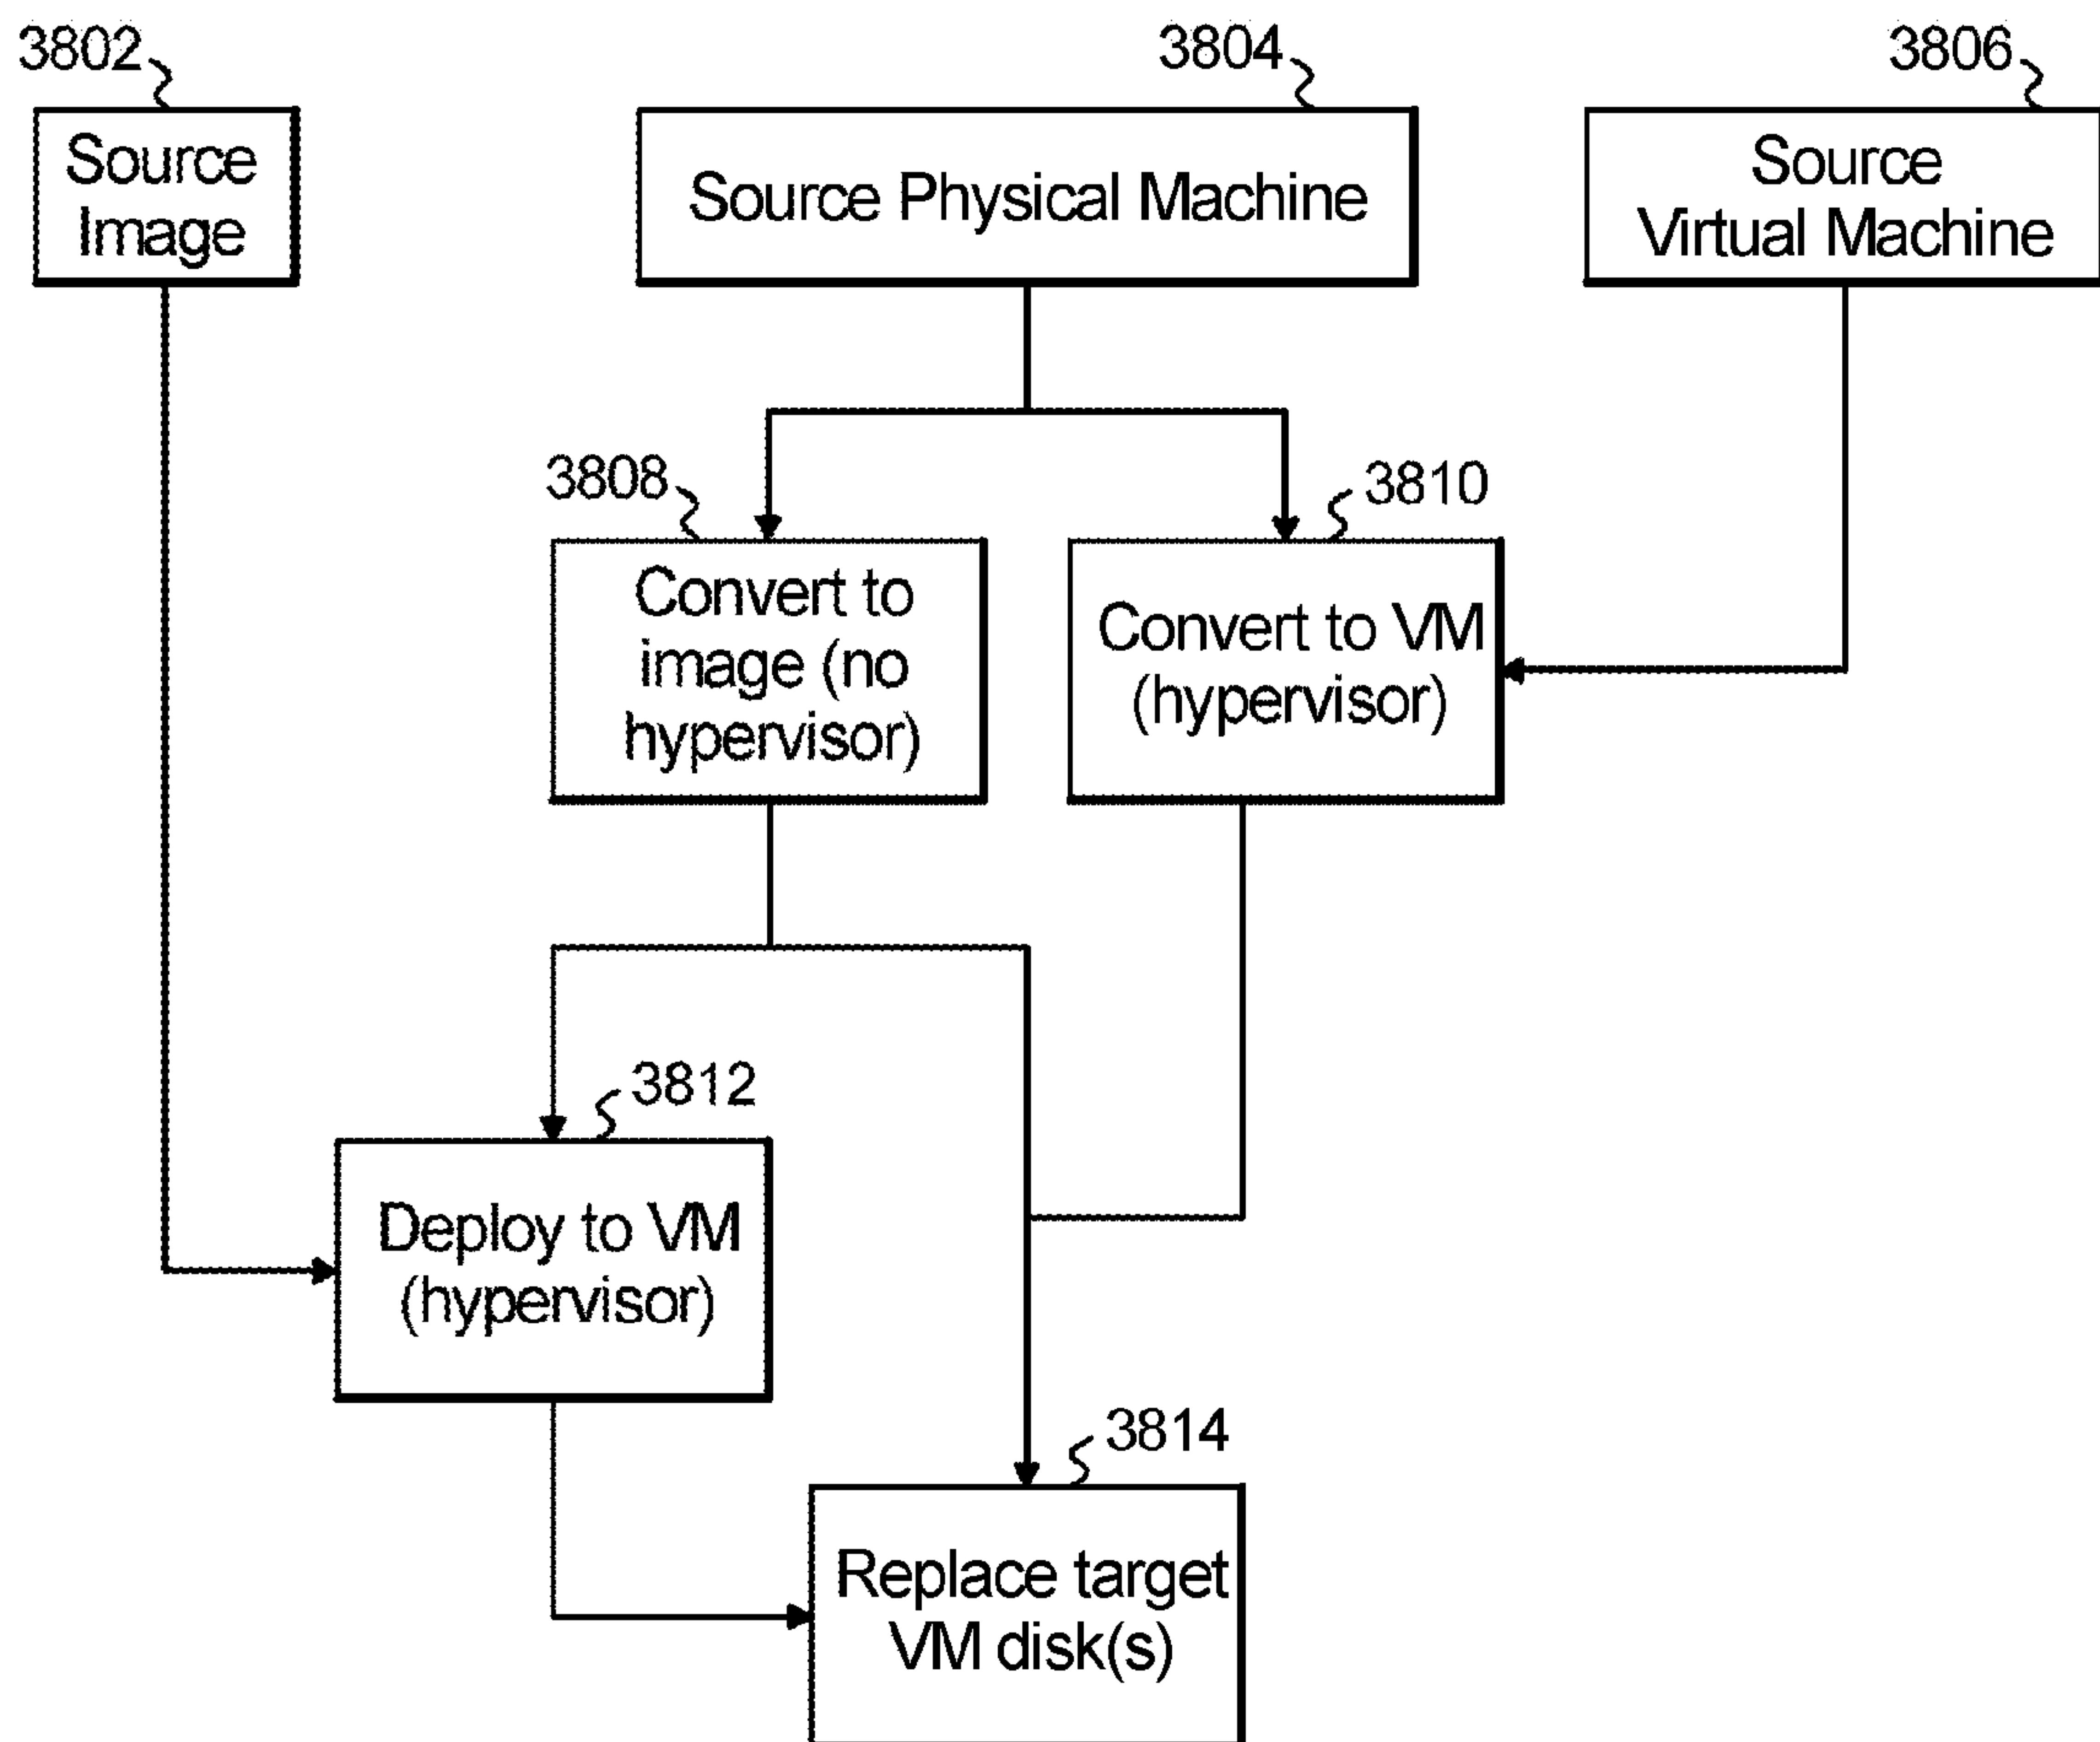 3802
3804
3806
Source
Image
Source Physical Machine
Source
Virtual Machine
3808
3810
Convert to
image (no
hypervisor)
Convert to VM
(hypervisor)
3812
Deploy to VM
(hypervisor)
3814
Replace target
VM disk(s)